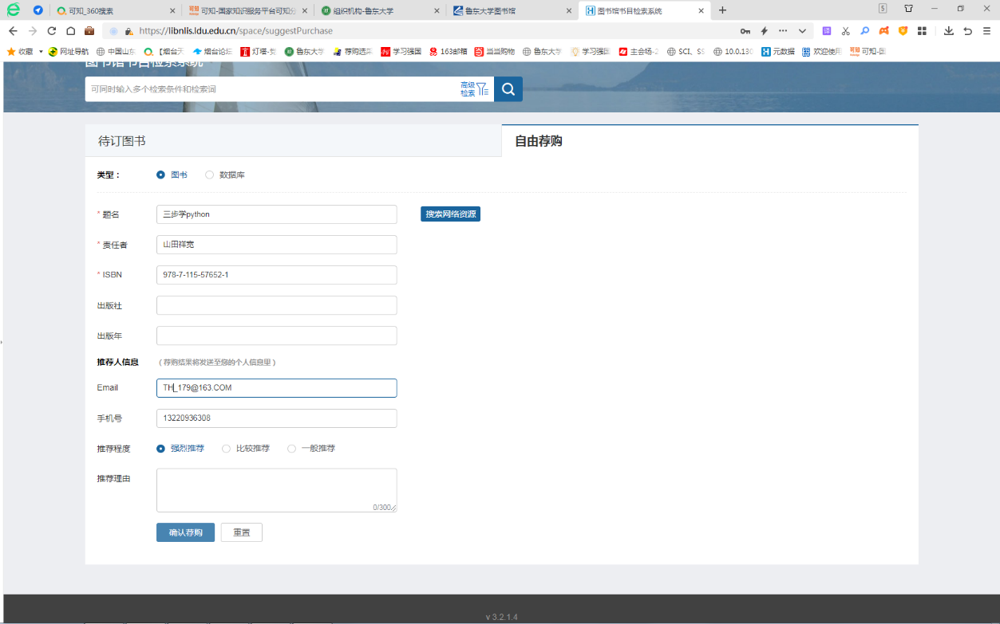 可知_360搜索
可知-国家知识服务平台可知分
组织机构-鲁东大学
鲁东大学图书馆
图书馆书目检索系统
https://libnlis.ldu.edu.cn/space/suggestPurchase
收藏 网址导航 中国山东 【烟台天 烟台论坛 灯塔-党 鲁东大学 荐购选采 学习强国 163邮箱 当当购物 鲁东大学 学习强国 主会场-2 SCI、SS 10.0.130 元数据 欢迎使用 可知-国
图书馆书目检索系统
可同时输入多个检索条件和检索词
高级
检索
待订图书
自由荐购
类型： 图书 数据库
* 题名 三步学python 搜索网络资源
* 责任者 山田祥宽
* ISBN 978-7-115-57652-1
出版社
出版年
推荐人信息 （荐购结果将发送至您的个人信息里）
Email TH_179@163.COM
手机号 13220936308
推荐程度 强烈推荐 比较推荐 一般推荐
推荐理由
0/300
确认荐购 重置
v 3.2.1.4